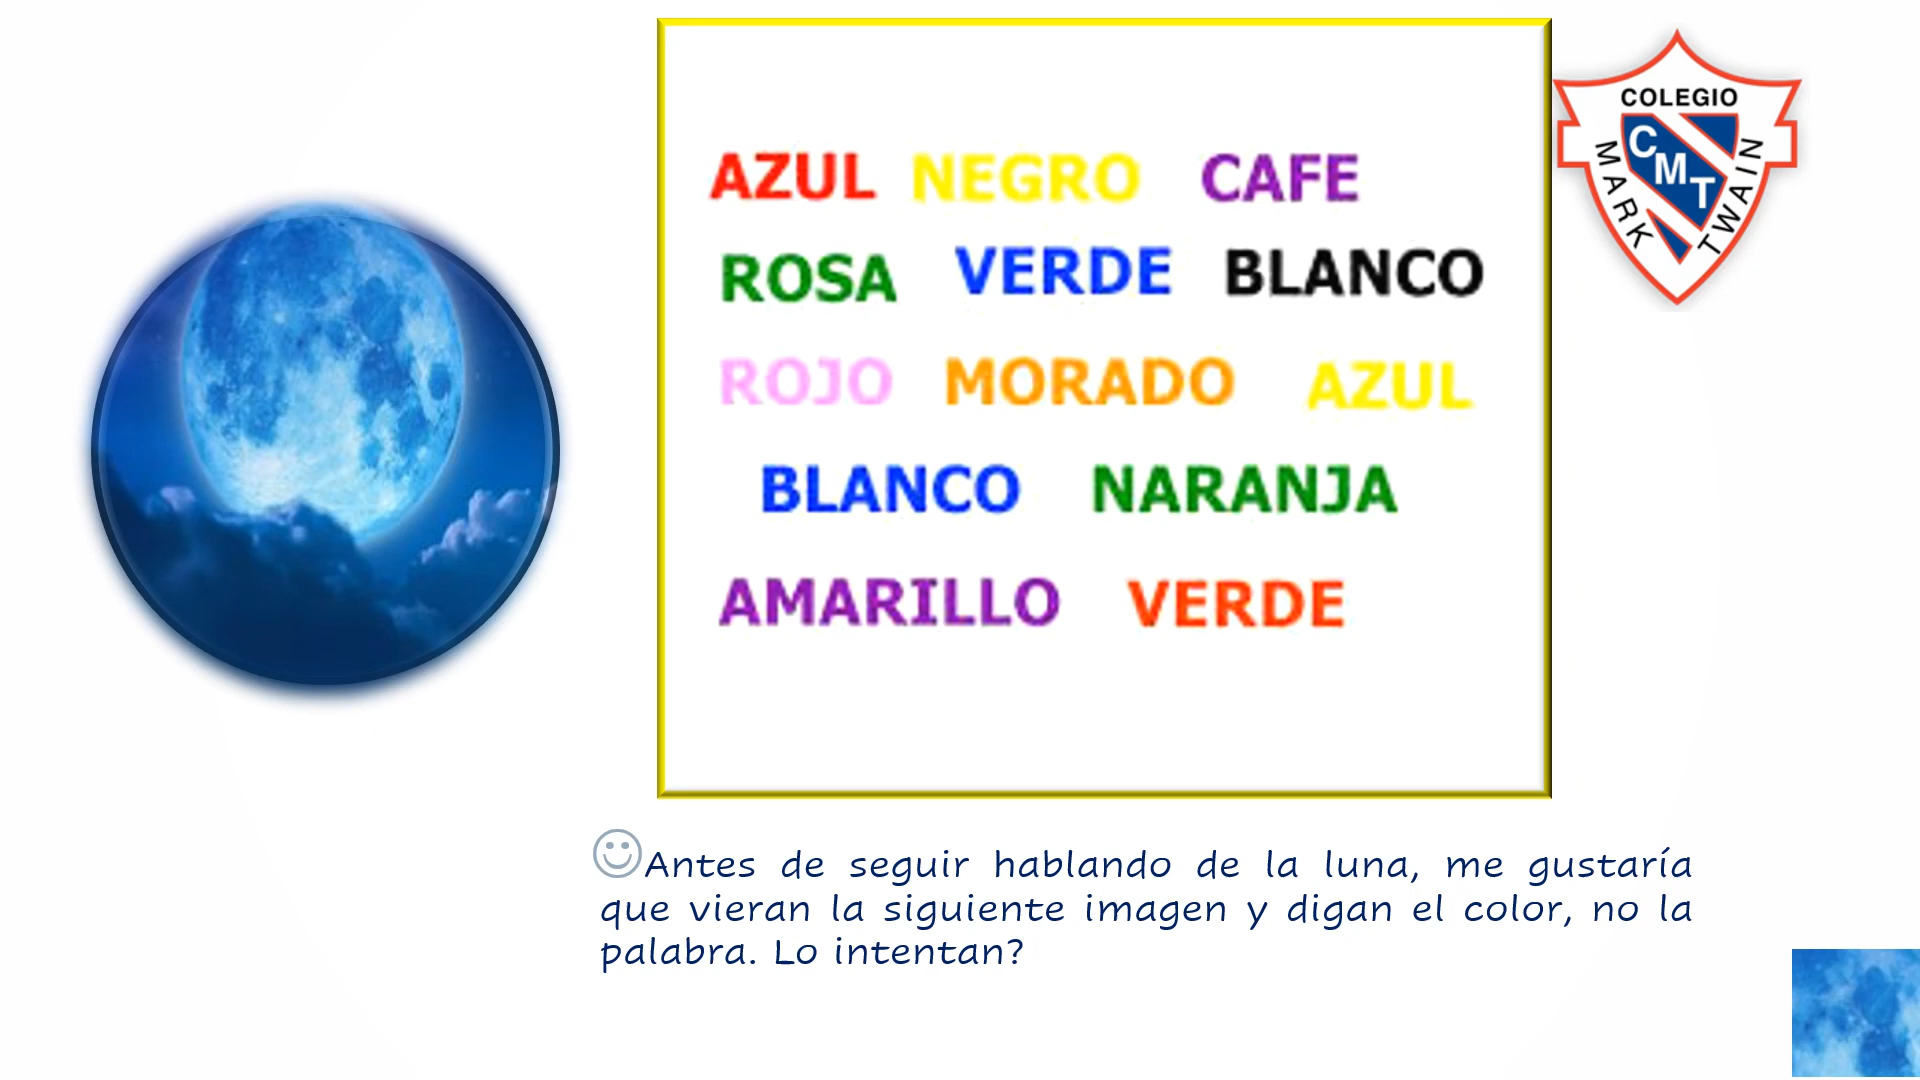 AZUL NEGRO CAFE
ROSA VERDE BLANCO
ROJO MORADO AZUL
BLANCO NARANJA
AMARILLO VERDE
COLEGIO
MARK TWAIN
CMT
Antes de seguir hablando de la luna, me gustaría
que vieran la siguiente imagen y digan el color, no la
palabra. Lo intentan?